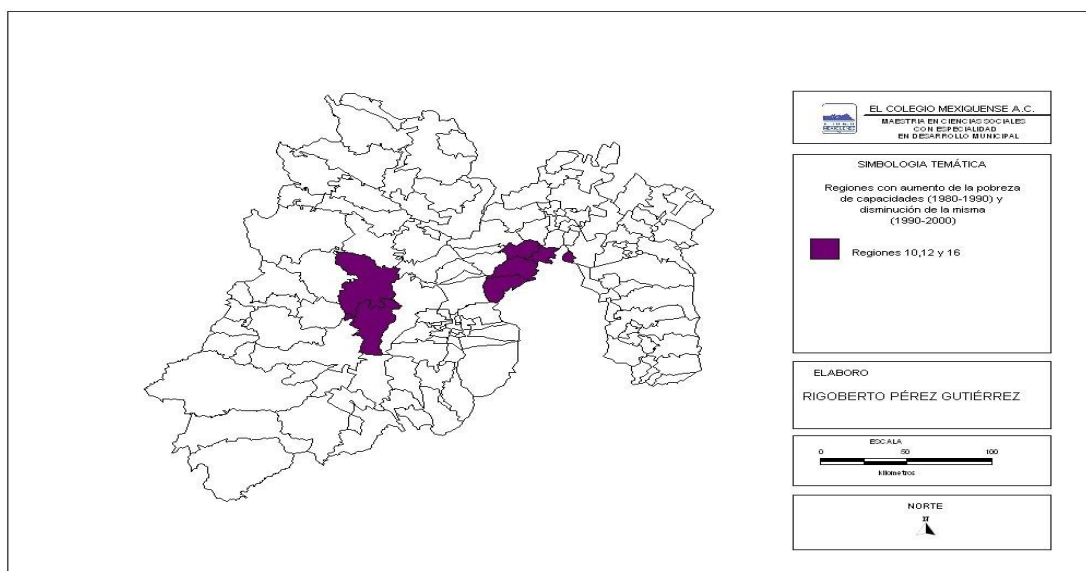 EL COLEGIO MEXIQUENSE A.C.
MAESTRIA EN CIENCIAS SOCIALES
CON ESPECIALIDAD
EN DESARROLLO MUNICIPAL
SIMBOLOGIA TEMÁTICA
Regiones con aumento de la pobreza
de capacidades (1980-1990) y
disminución de la misma
(1990-2000)
Regiones 10,12 y 16
ELABORO
RIGOBERTO PÉREZ GUTIÉRREZ
ESCALA
0 50 100
kilometros
NORTE